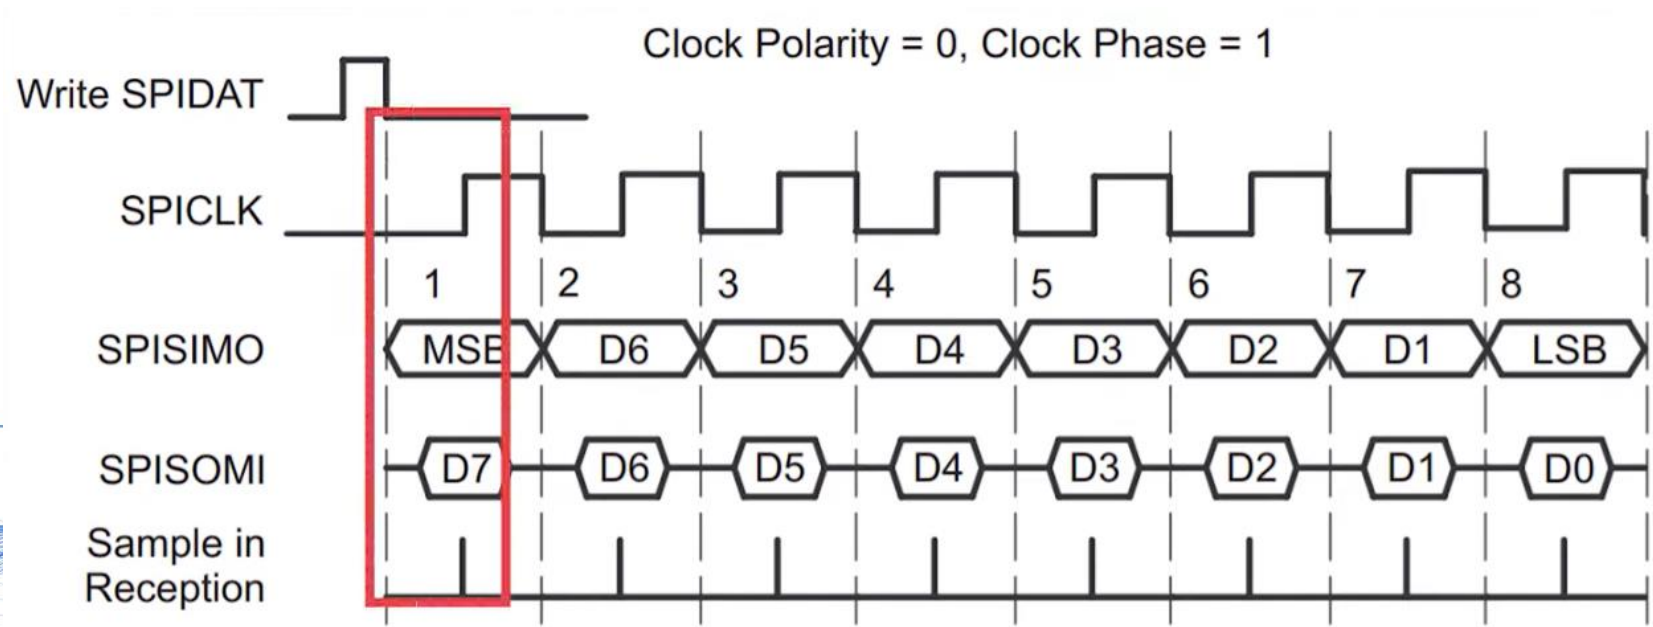 Clock Polarity = 0, Clock Phase = 1
Write SPIDAT
SPICLK
1 2 3 4 5 6 7 8
SPISIMO MSB D6 D5 D4 D3 D2 D1 LSB
SPISOMI D7 D6 D5 D4 D3 D2 D1 D0
Sample in
Reception